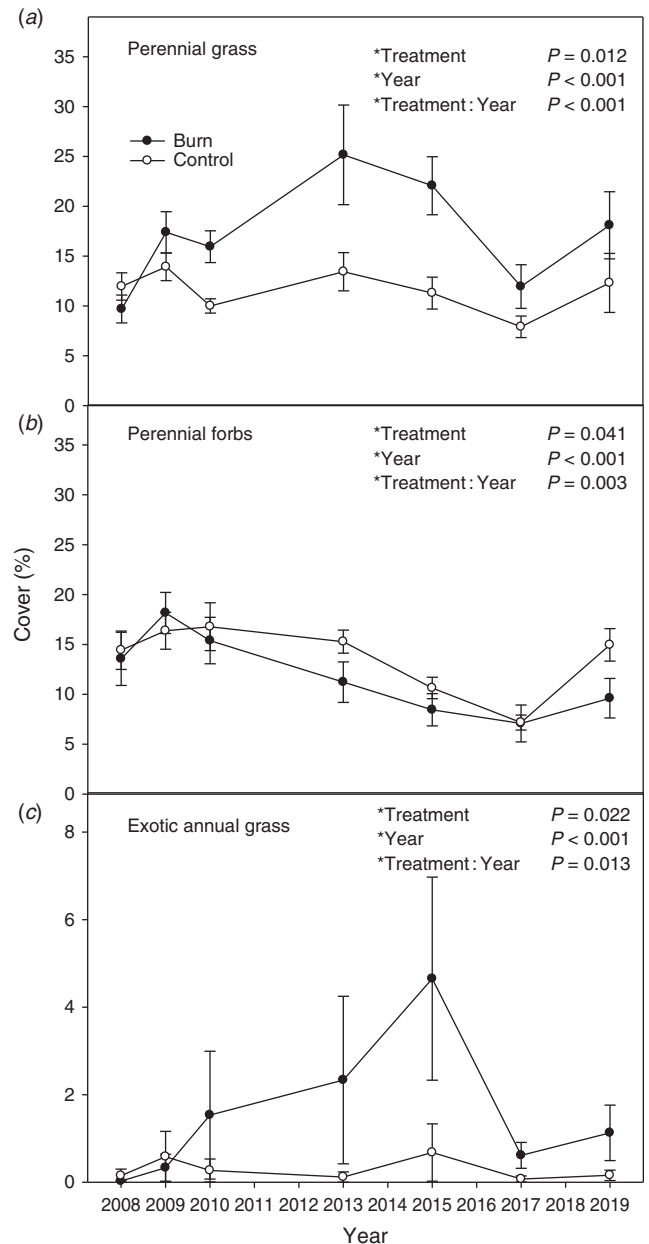 (a)
Perennial grass
*Treatment P = 0.012
*Year P < 0.001
*Treatment : Year P < 0.001
Burn
Control
35
30
25
20
15
10
5
0
(b)
Perennial forbs
*Treatment P = 0.041
*Year P < 0.001
*Treatment : Year P = 0.003
35
30
25
20
15
10
5
0
Cover (%)
(c)
Exotic annual grass
*Treatment P = 0.022
*Year P < 0.001
*Treatment : Year P = 0.013
8
6
4
2
0
2008 2009 2010 2011 2012 2013 2014 2015 2016 2017 2018 2019
Year